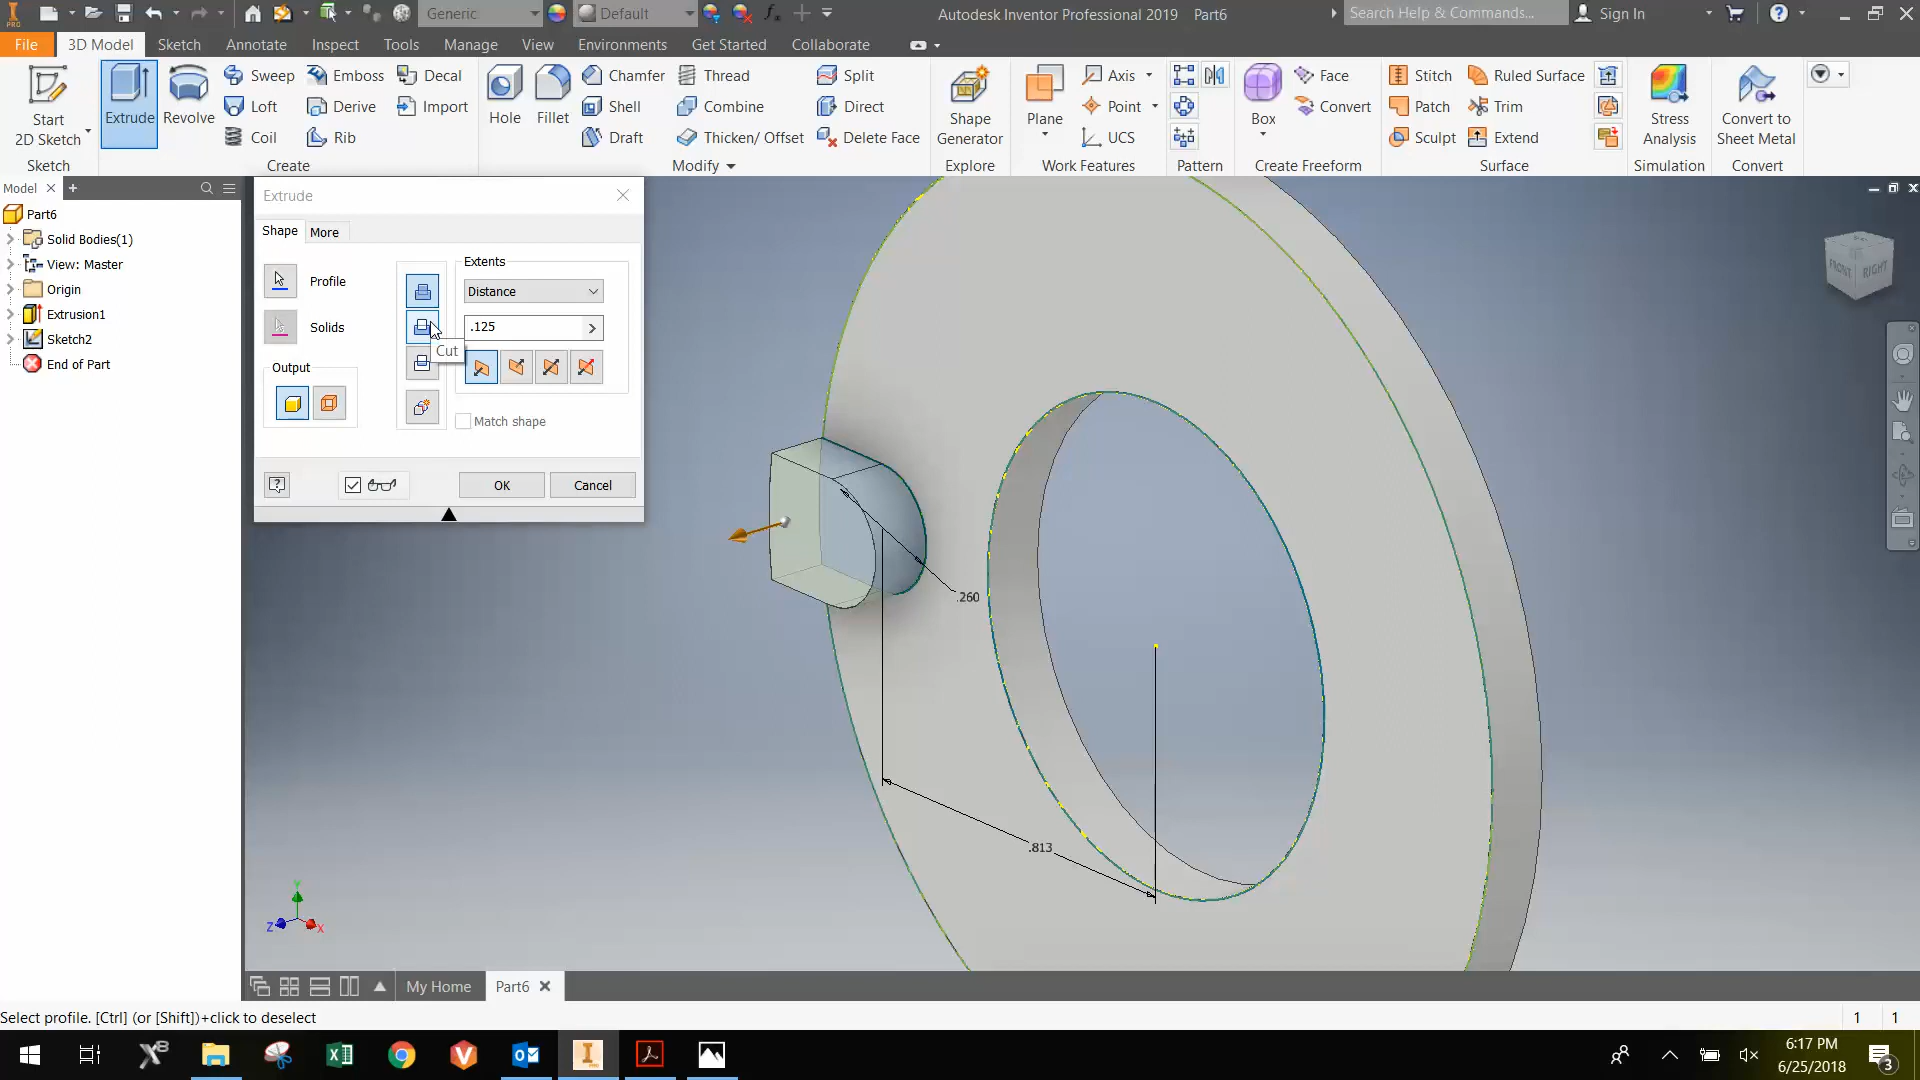 Generic Default Autodesk Inventor Professional 2019 Part6 Search Help & Commands... Sign In
PRO
File 3D Model Sketch Annotate Inspect Tools Manage View Environments Get Started Collaborate
Start 2D Sketch
Extrude
Revolve
Sweep Emboss Decal
Loft Derive Import
Coil Rib
Hole
Fillet
Chamfer Thread Split
Shell Combine Direct
Draft Thicken/ Offset Delete Face
Shape Generator
Plane
Axis
Point
UCS
Box
Face
Convert
Stitch Ruled Surface
Patch Trim
Sculpt Extend
Stress Analysis
Convert to Sheet Metal
Sketch Create Modify Explore Work Features Pattern Create Freeform Surface Simulation Convert
Model
Part6
Solid Bodies(1)
View: Master
Origin
Extrusion1
Sketch2
End of Part
Extrude
Shape More
Profile
Solids
Output
Extents
Distance
.125
Cut
Match shape
OK Cancel
FRONT RIGHT
.260
.813
Y
Z X
My Home Part6
Select profile. [Ctrl] (or [Shift])+click to deselect 1 1
6:17 PM
6/25/2018
3